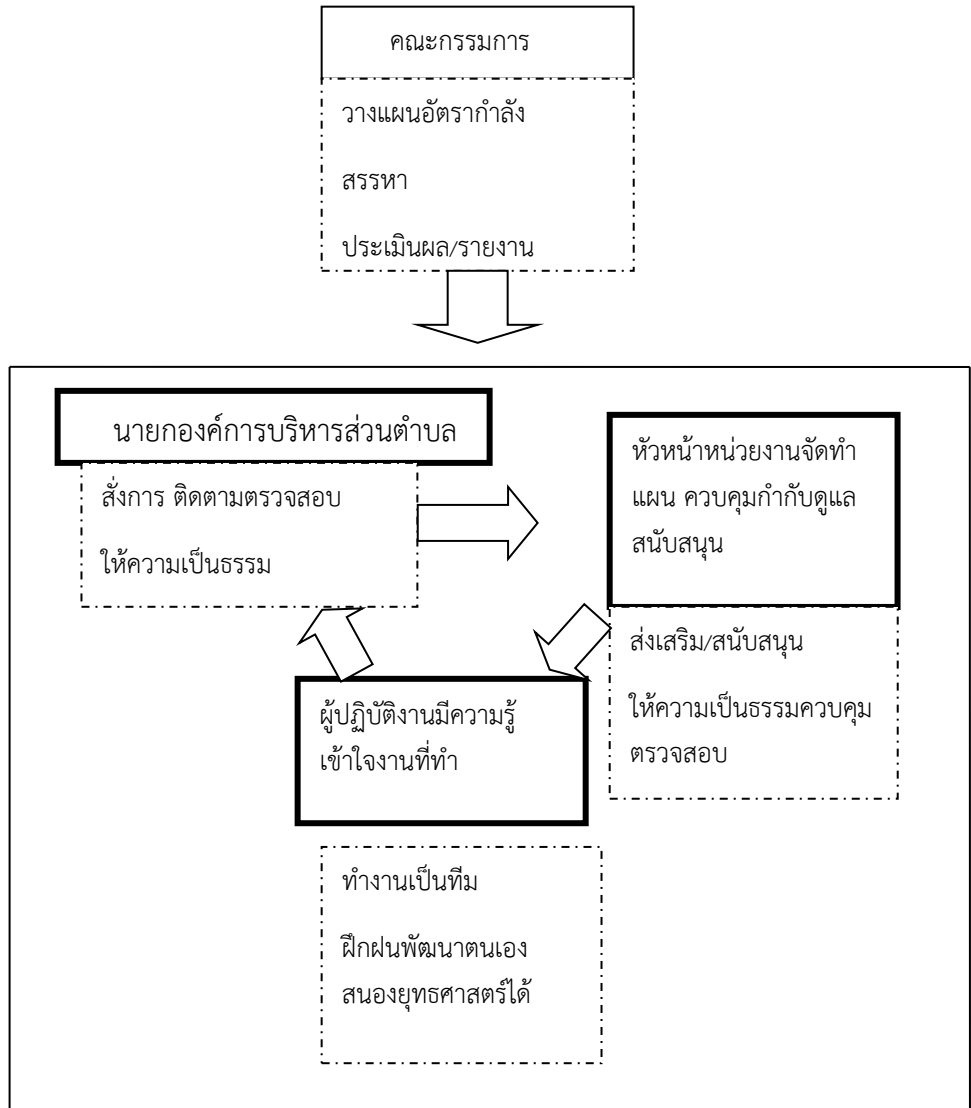 คณะกรรมการ
วางแผนอัตรากำลัง
สรรหา
ประเมินผล/รายงาน
นายกองค์การบริหารส่วนตำบล
สั่งการ ติดตามตรวจสอบ
ให้ความเป็นธรรม
หัวหน้าหน่วยงานจัดทำ
แผน ควบคุมกำกับดูแล
สนับสนุน
ส่งเสริม/สนับสนุน
ให้ความเป็นธรรมควบคุม
ตรวจสอบ
ผู้ปฏิบัติงานมีความรู้
เข้าใจงานที่ทำ
ทำงานเป็นทีม
ฝึกฝนพัฒนาตนเอง
สนองยุทธศาสตร์ได้